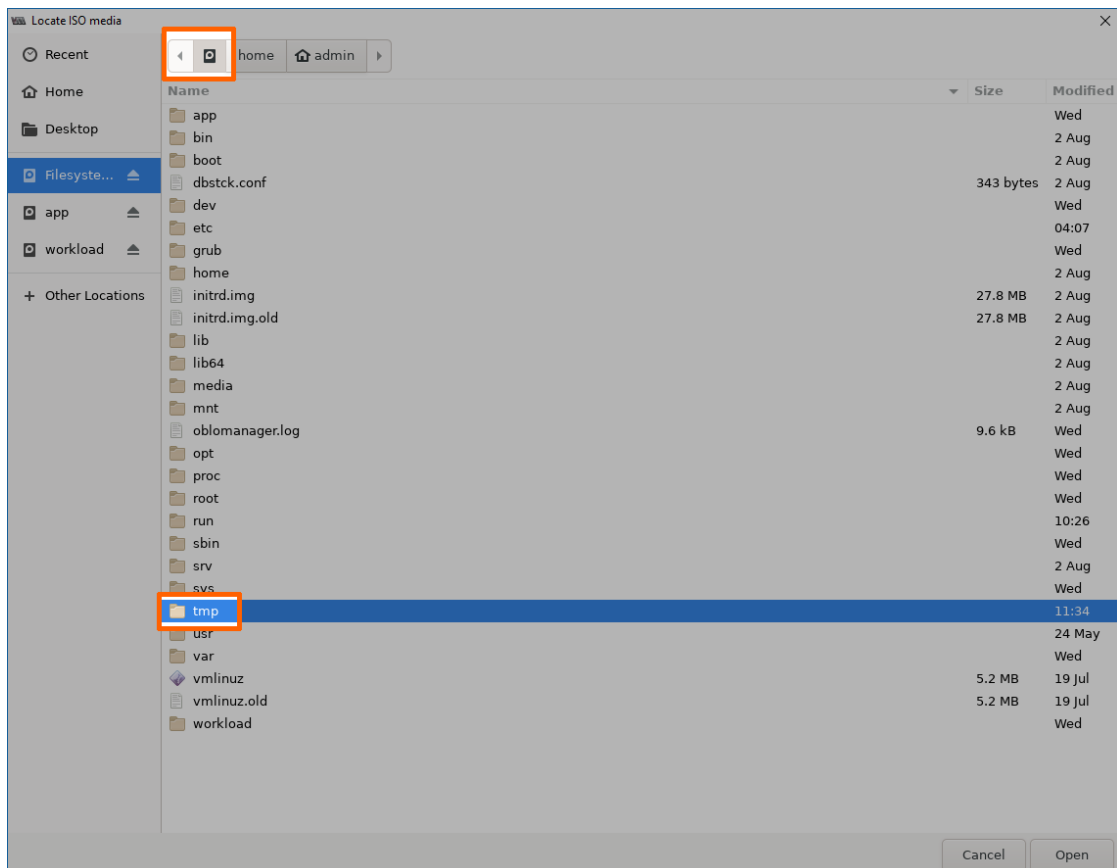 Locate ISO media
Recent
Home
Desktop
Filesyste...
app
workload
+ Other Locations
home admin
Name Size Modified
app Wed
bin 2 Aug
boot 2 Aug
dbstck.conf 343 bytes 2 Aug
dev Wed
etc 04:07
grub Wed
home 2 Aug
initrd.img 27.8 MB 2 Aug
initrd.img.old 27.8 MB 2 Aug
lib 2 Aug
lib64 2 Aug
media 2 Aug
mnt 2 Aug
oblomanager.log 9.6 kB Wed
opt Wed
proc Wed
root Wed
run 10:26
sbin Wed
srv 2 Aug
sys Wed
tmp 11:34
usr 24 May
var Wed
vmlinuz 5.2 MB 19 Jul
vmlinuz.old 5.2 MB 19 Jul
workload Wed
Cancel Open